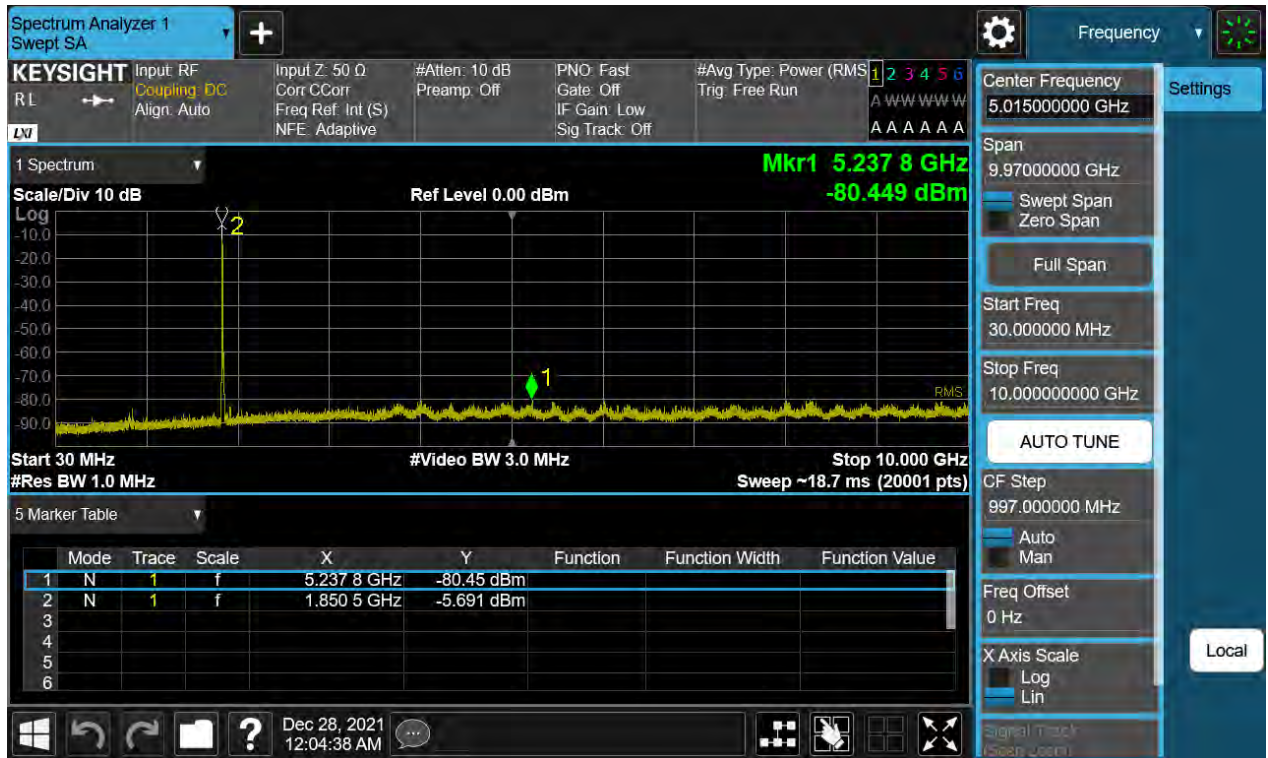 Spectrum Analyzer 1
Swept SA
+
Frequency
KEYSIGHT
RL
LXI
Input: RF
Coupling: DC
Align: Auto
Input Z: 50 Ω
Corr CCorr
Freq Ref: Int (S)
NFE: Adaptive
#Atten: 10 dB
Preamp: Off
PNO: Fast
Gate: Off
IF Gain: Low
Sig Track: Off
#Avg Type: Power (RMS
Trig: Free Run
1 2 3 4 5 6
A W W W W W
A A A A A A
1 Spectrum
Scale/Div 10 dB
Ref Level 0.00 dBm
Mkr1 5.237 8 GHz
-80.449 dBm
Log
-10.0
-20.0
-30.0
-40.0
-50.0
-60.0
-70.0
-80.0
-90.0
2
1
RMS
Start 30 MHz
#Video BW 3.0 MHz
Stop 10.000 GHz
#Res BW 1.0 MHz
Sweep ~18.7 ms (20001 pts)
5 Marker Table
Mode Trace Scale X Y Function Function Width Function Value
1 N 1 f 5.237 8 GHz -80.45 dBm
2 N 1 f 1.850 5 GHz -5.691 dBm
3
4
5
6
?
Dec 28, 2021
12:04:38 AM
Center Frequency
5.015000000 GHz
Settings
Span
9.97000000 GHz
Swept Span
Zero Span
Full Span
Start Freq
30.000000 MHz
Stop Freq
10.000000000 GHz
AUTO TUNE
CF Step
997.000000 MHz
Auto
Man
Freq Offset
0 Hz
X Axis Scale
Log
Lin
Local
Signal Track
(Span Zoom)